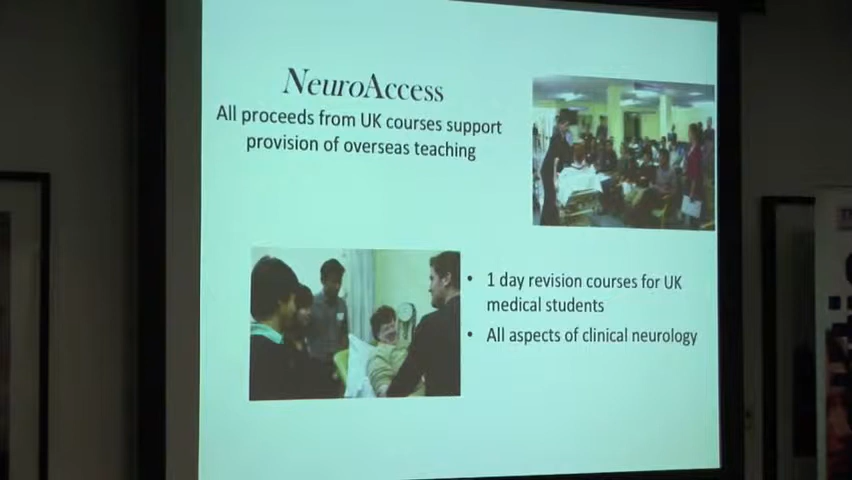 NeuroAccess
All proceeds from UK courses support
provision of overseas teaching
• 1 day revision courses for UK
medical students
• All aspects of clinical neurology